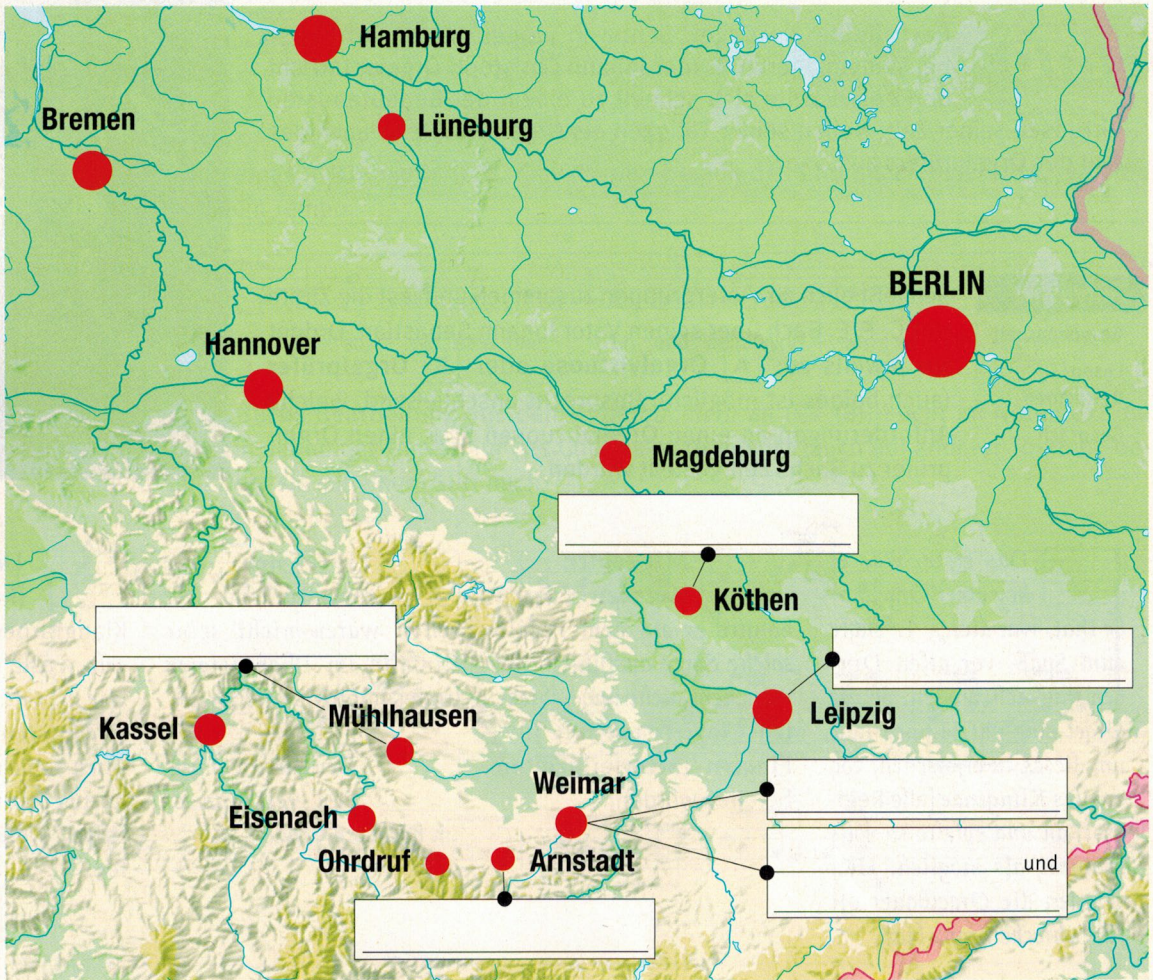 Hamburg
Bremen
Lüneburg
BERLIN
Hannover
Magdeburg
Köthen
Mühlhausen
Kassel
Leipzig
Weimar
Eisenach
Ohrdruf
Arnstadt
und